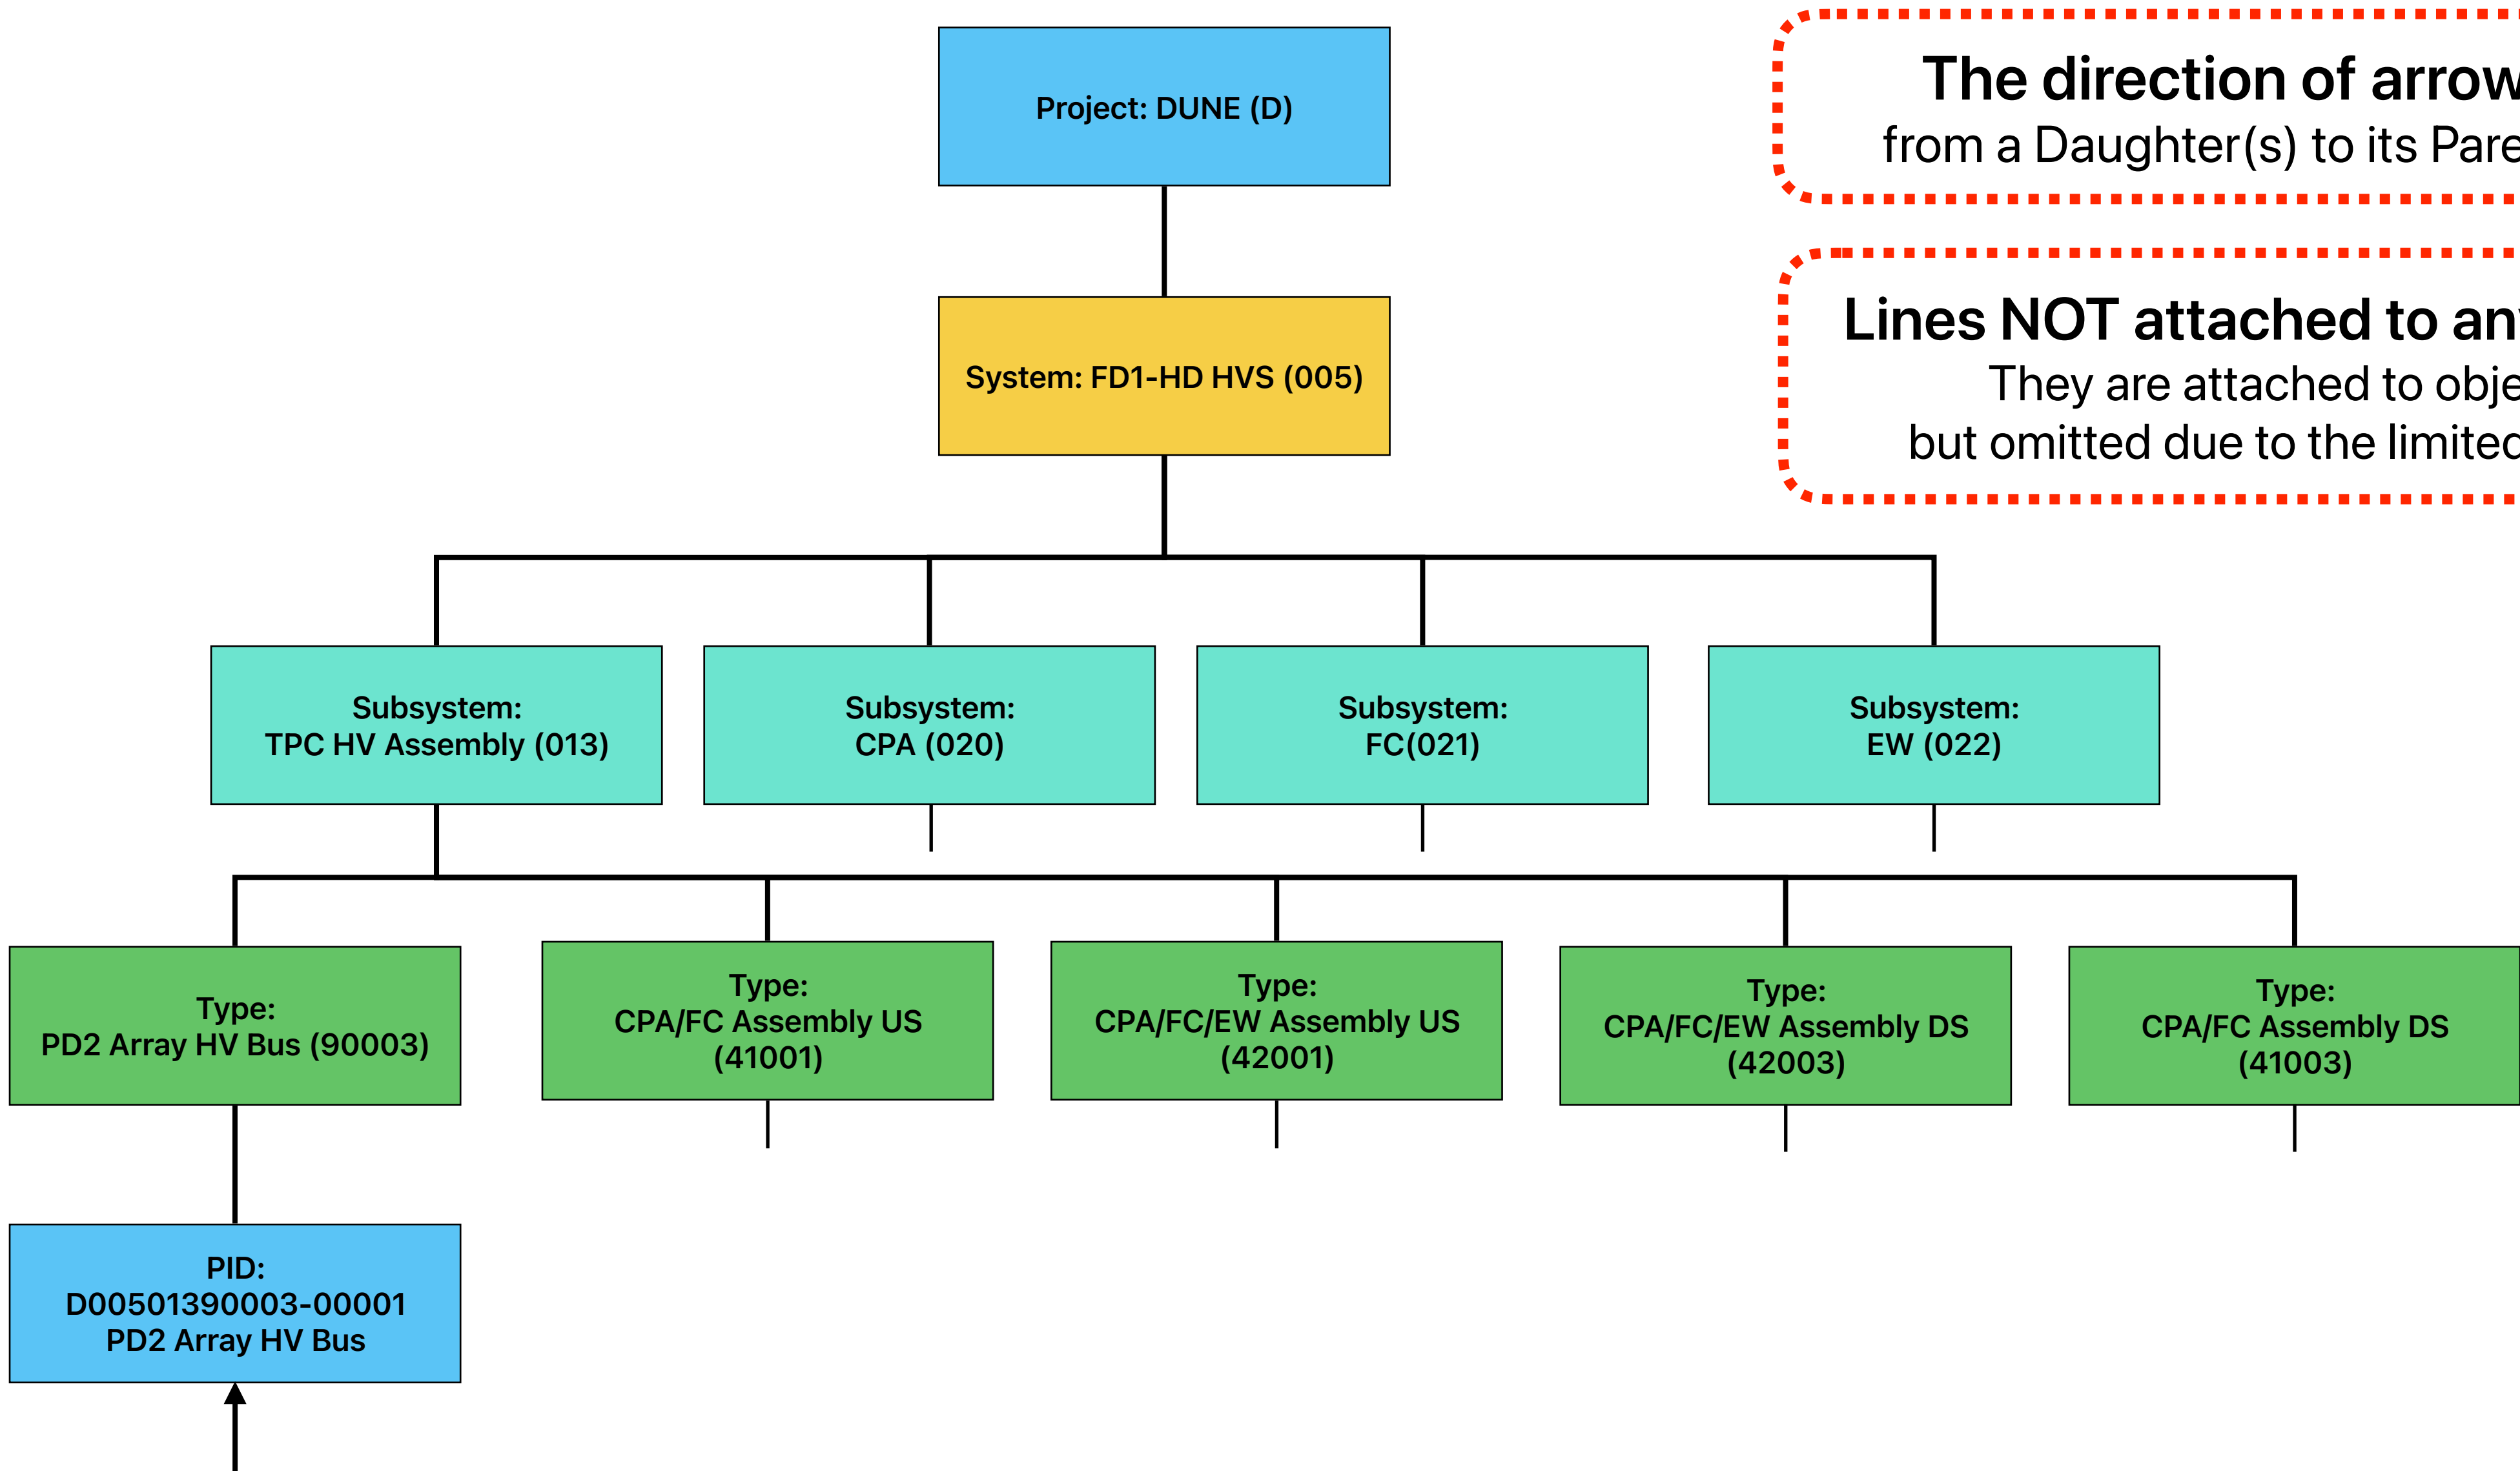 Project: DUNE (D)
The direction of arrow
from a Daughter(s) to its Pare
System: FD1-HD HVS (005)
Lines NOT attached to any
They are attached to obje
but omitted due to the limited
Subsystem:
TPC HV Assembly (013)
Subsystem:
CPA (020)
Subsystem:
FC(021)
Subsystem:
EW (022)
Type:
PD2 Array HV Bus (90003)
Type:
CPA/FC Assembly US
(41001)
Type:
CPA/FC/EW Assembly US
(42001)
Type:
CPA/FC/EW Assembly DS
(42003)
Type:
CPA/FC Assembly DS
(41003)
PID:
D00501390003-00001
PD2 Array HV Bus